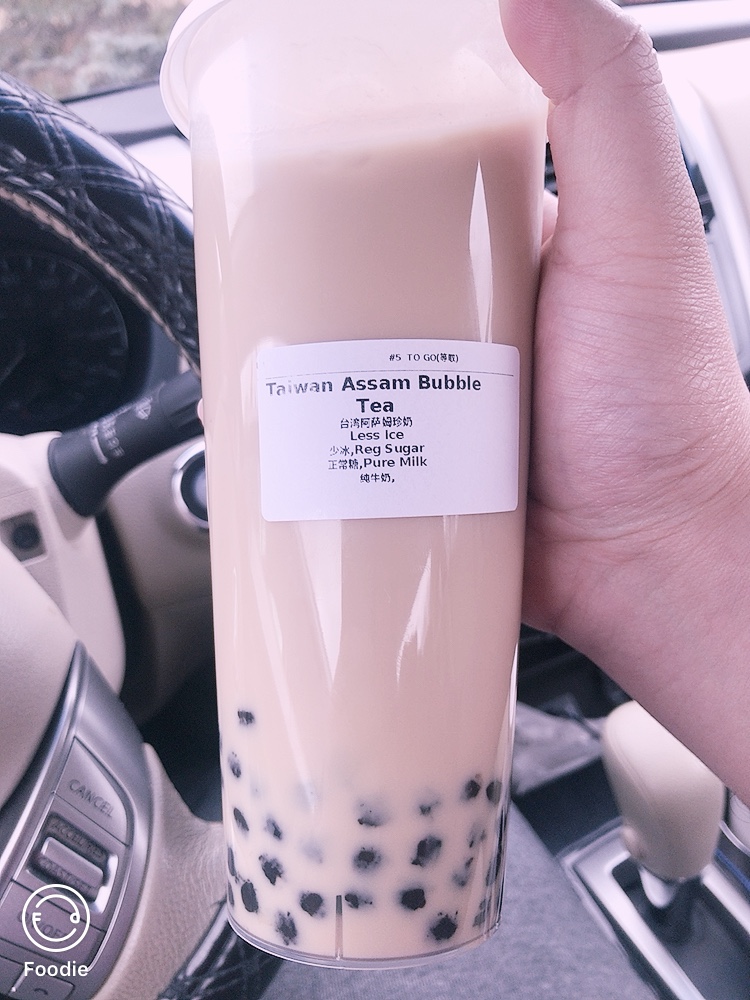 #5 TO GO(等取)
Taiwan Assam Bubble
Tea
台湾阿萨姆珍奶
Less Ice
少冰,Reg Sugar
正常糖,Pure Milk
纯牛奶,
CANCEL
Foodie